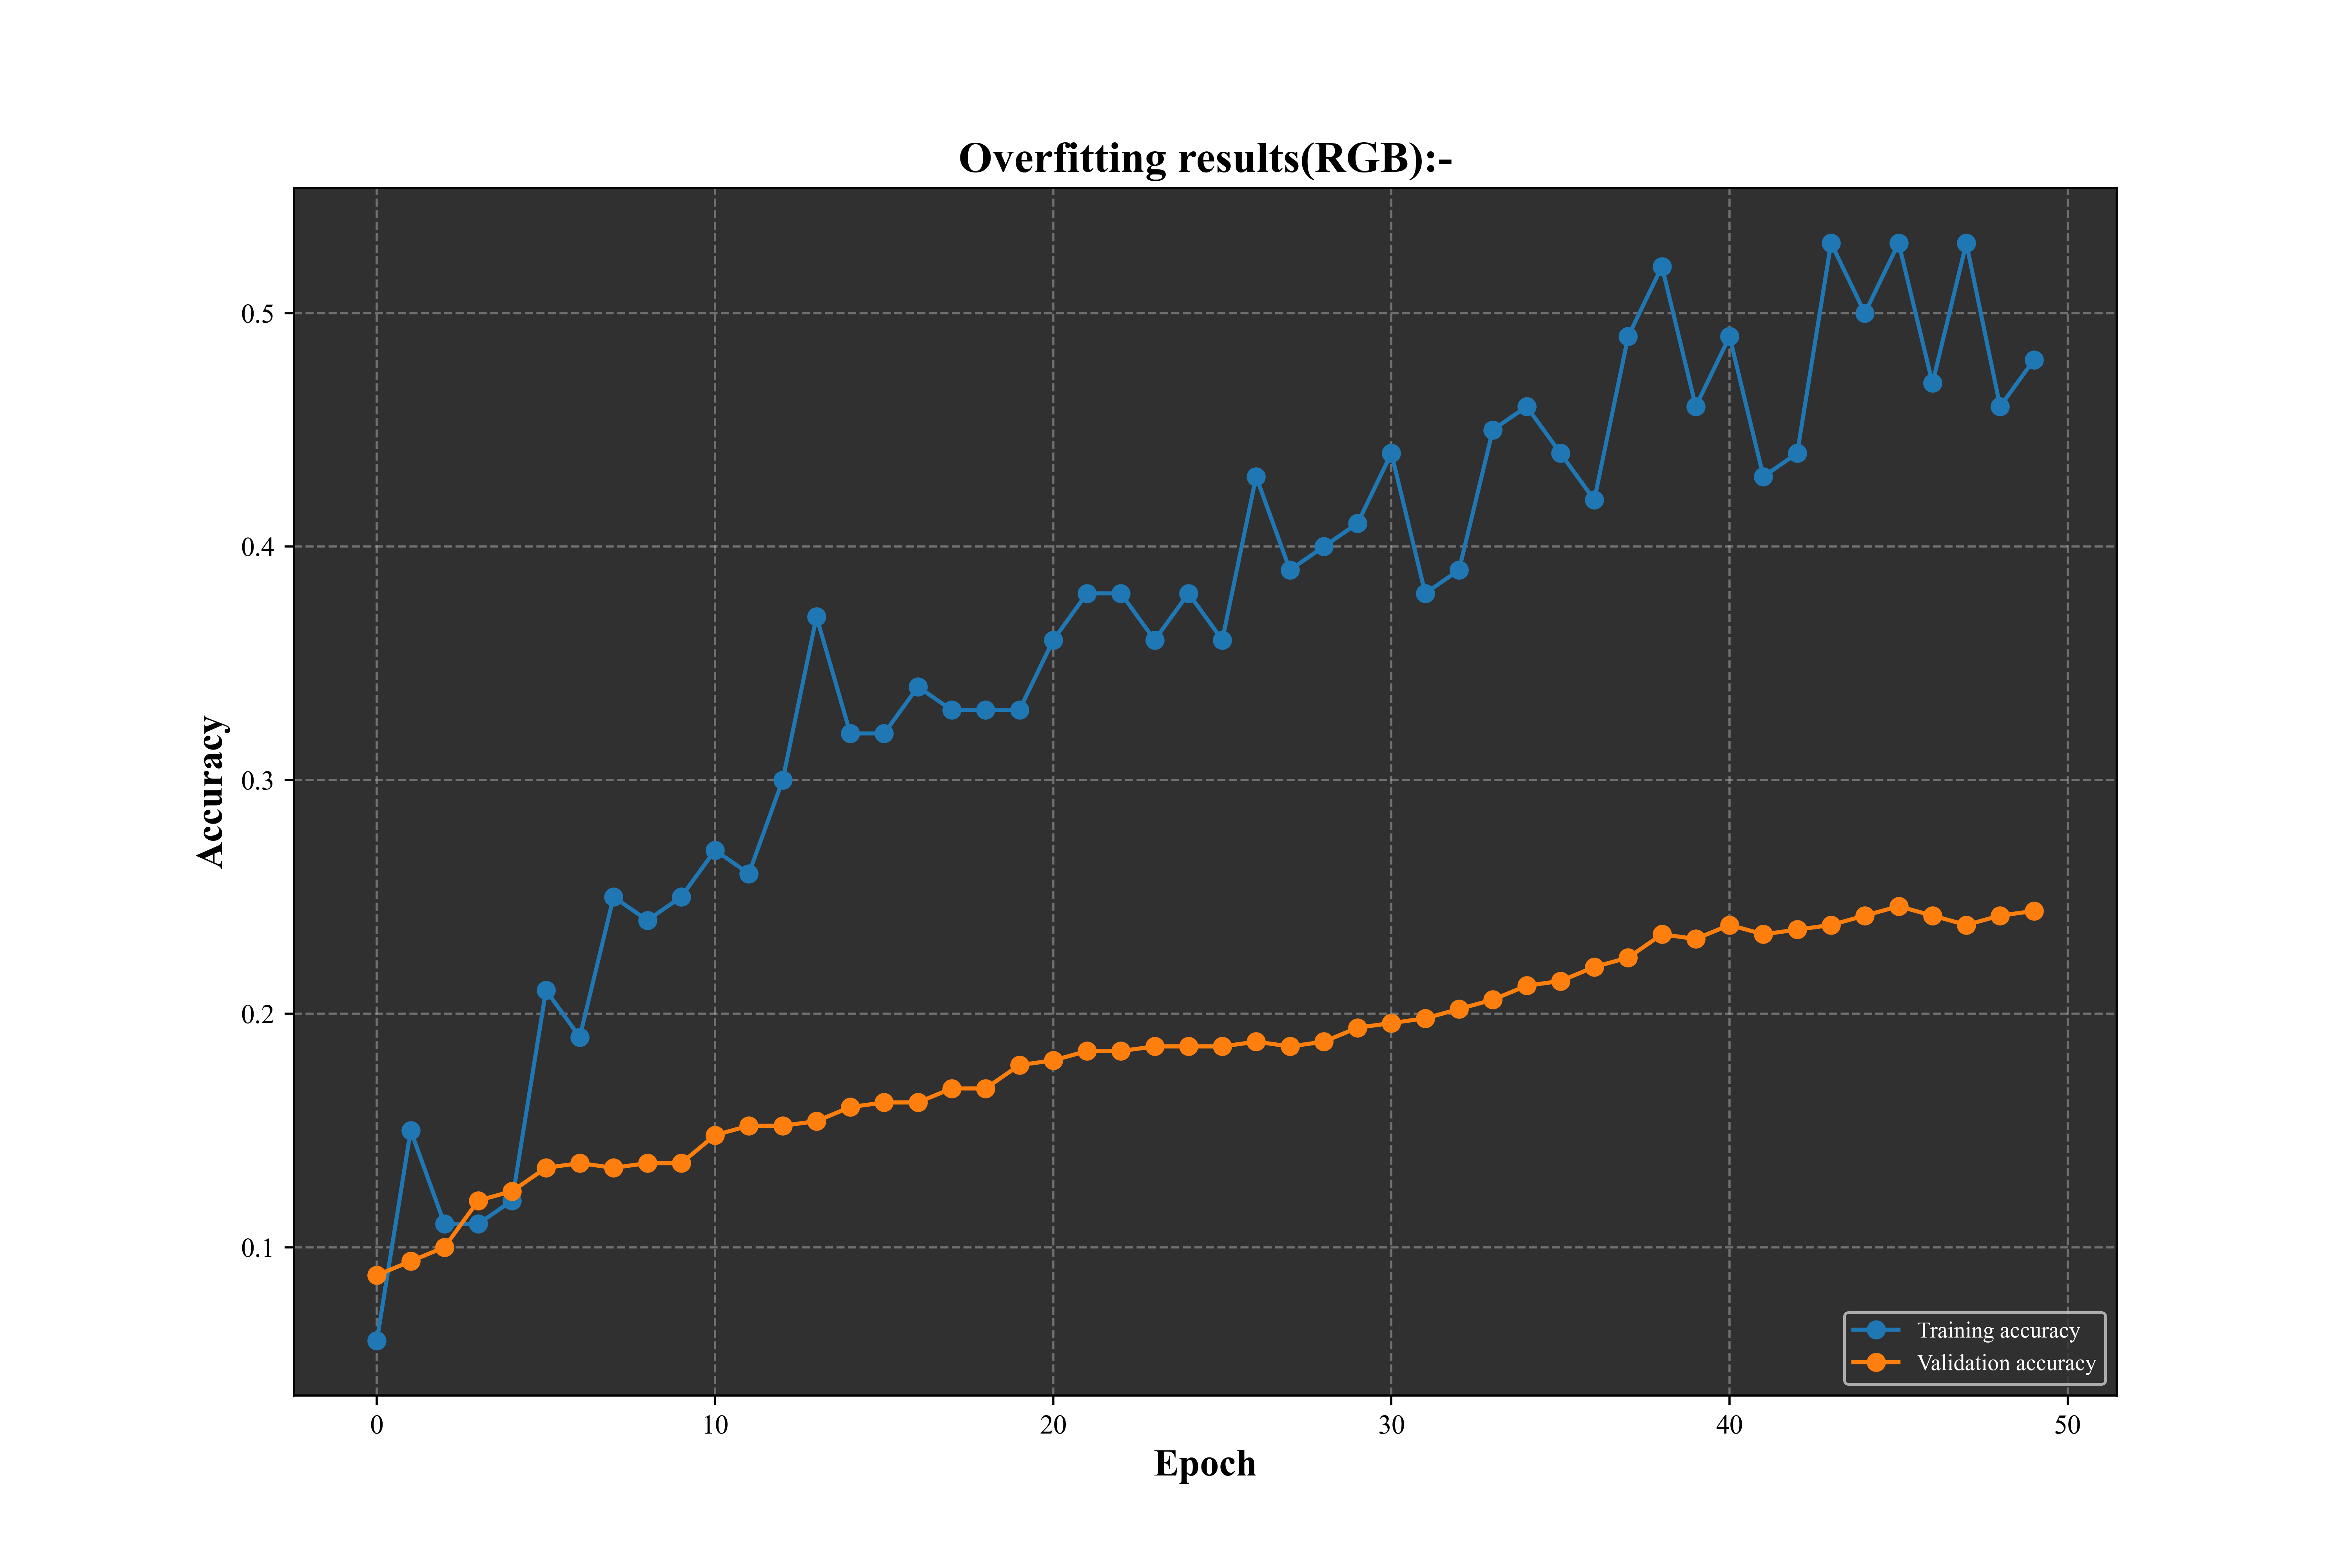 Overfitting results(RGB):-
0.5
0.4
0.3
0.2
0.1
Accuracy
0 10 20 30 40 50
Epoch
Training accuracy
Validation accuracy